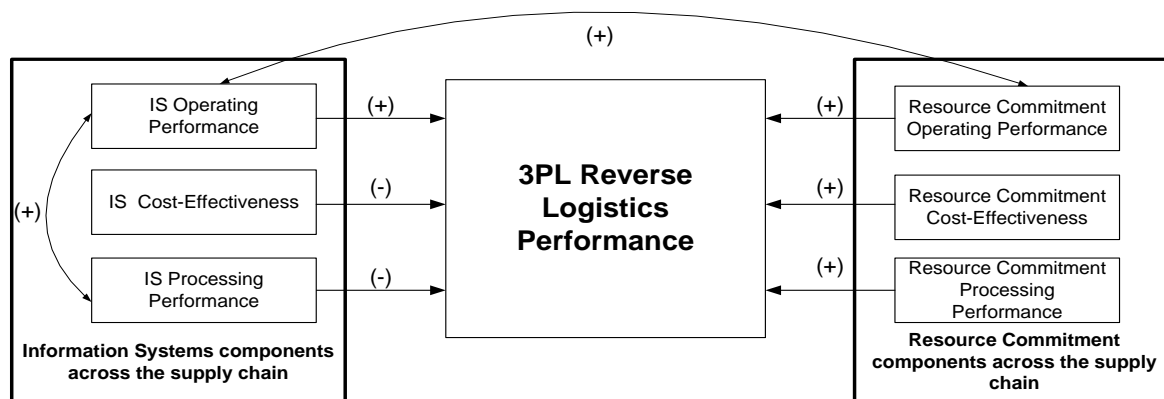 (+)
IS Operating
Performance
(+)
IS Cost-Effectiveness
(-)
(+)
IS Processing
Performance
(-)
Information Systems components
across the supply chain
3PL Reverse
Logistics
Performance
(+)
Resource Commitment
Operating Performance
(+)
Resource Commitment
Cost-Effectiveness
(+)
Resource Commitment
Processing
Performance
Resource Commitment
components across the supply
chain